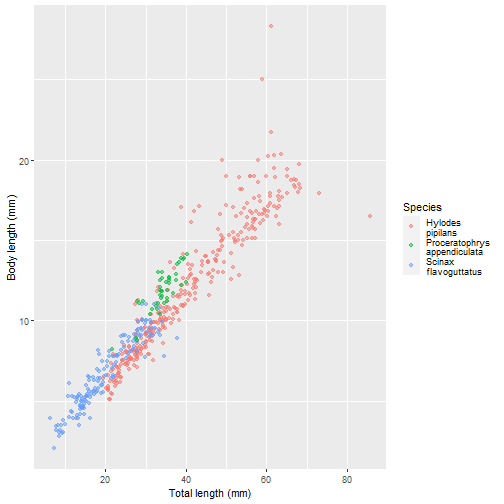 Body length (mm)
20
10
20
40
60
80
Total length (mm)
Species
Hylodes
pipilans
Proceratophrys
appendiculata
Scinax
flavoguttatus